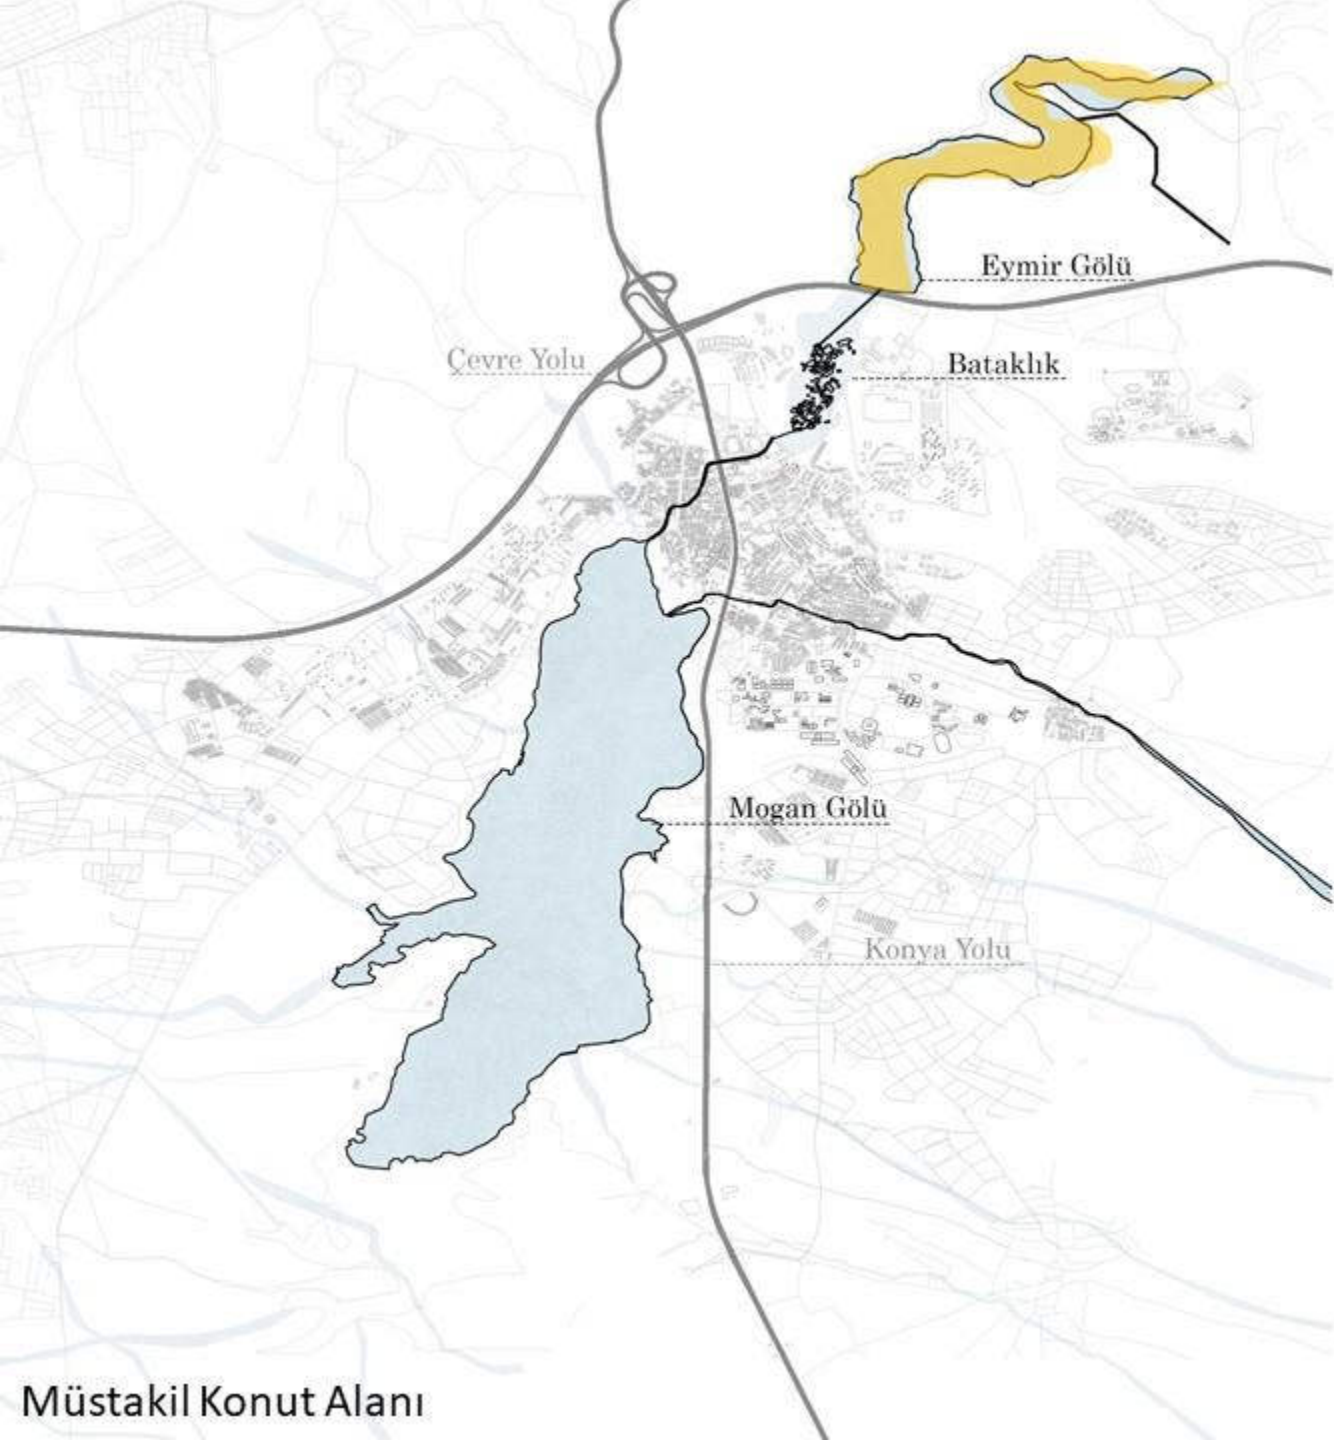 Eymir Gölü
Çevre Yolu
Bataklık
Mogan Gölü
Konya Yolu
Müstakil Konut Alanı